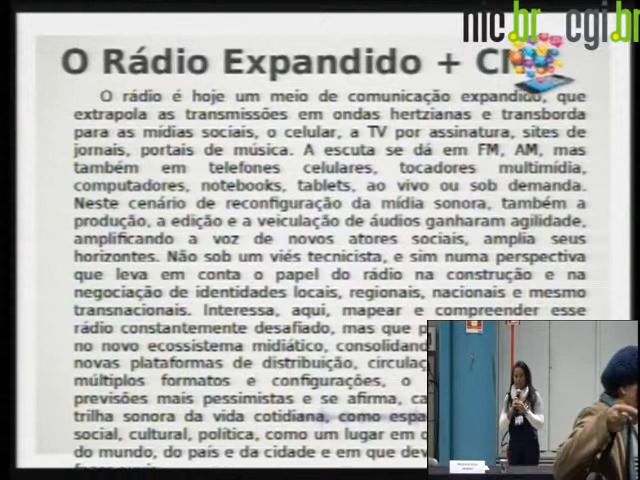 nic.br cgi.br
O Rádio Expandido +
O rádio é hoje um meio de comunicação expandido, que
extrapola as transmissões em ondas hertzianas e transborda
para as mídias sociais, o celular, a TV por assinatura, sites de
jornais, portais de música. A escuta se dá em FM, AM, mas
também em telefones celulares, tocadores multimídia,
computadores, notebooks, tablets, ao vivo ou sob demanda.
Neste cenário de reconfiguração da mídia sonora, também a
produção, a edição e a veiculação de áudios ganharam agilidade,
amplificando a voz de novos atores sociais, amplia seus
horizontes. Não sob um viés tecnicista, e sim numa perspectiva
que leva em conta o papel do rádio na construção e na
negociação de identidades locais, regionais, nacionais e mesmo
transnacionais. Interessa, aqui, mapear e compreender esse
rádio constantemente desafiado, mas que
no novo ecossistema midiático,
novas plataformas de distribuição,
múltiplos formatos e configurações, o
previsões mais pessimistas e se afirma,
trilha sonora da vida cotidiana, como
social, cultural, política, como um lugar em
do mundo, do país e da cidade e em que